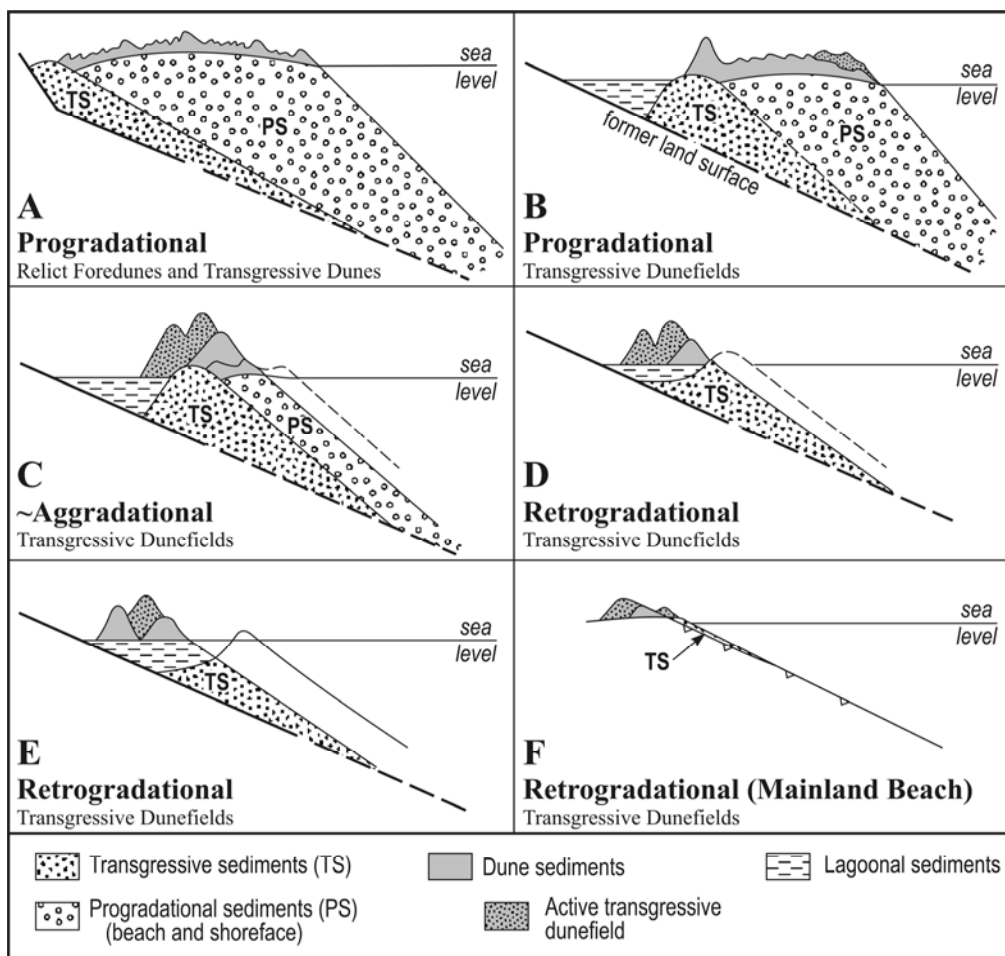 sea
level
TS
PS
A
Progradational
Relict Foredunes and Transgressive Dunes
sea
level
TS
PS
former land surface
B
Progradational
Transgressive Dunefields
sea
level
TS
PS
C
~Aggradational
Transgressive Dunefields
sea
level
TS
D
Retrogradational
Transgressive Dunefields
sea
level
TS
E
Retrogradational
Transgressive Dunefields
sea
level
TS
F
Retrogradational (Mainland Beach)
Transgressive Dunefields
Transgressive sediments (TS)
Dune sediments
Lagoonal sediments
Progradational sediments (PS)
(beach and shoreface)
Active transgressive
dunefield